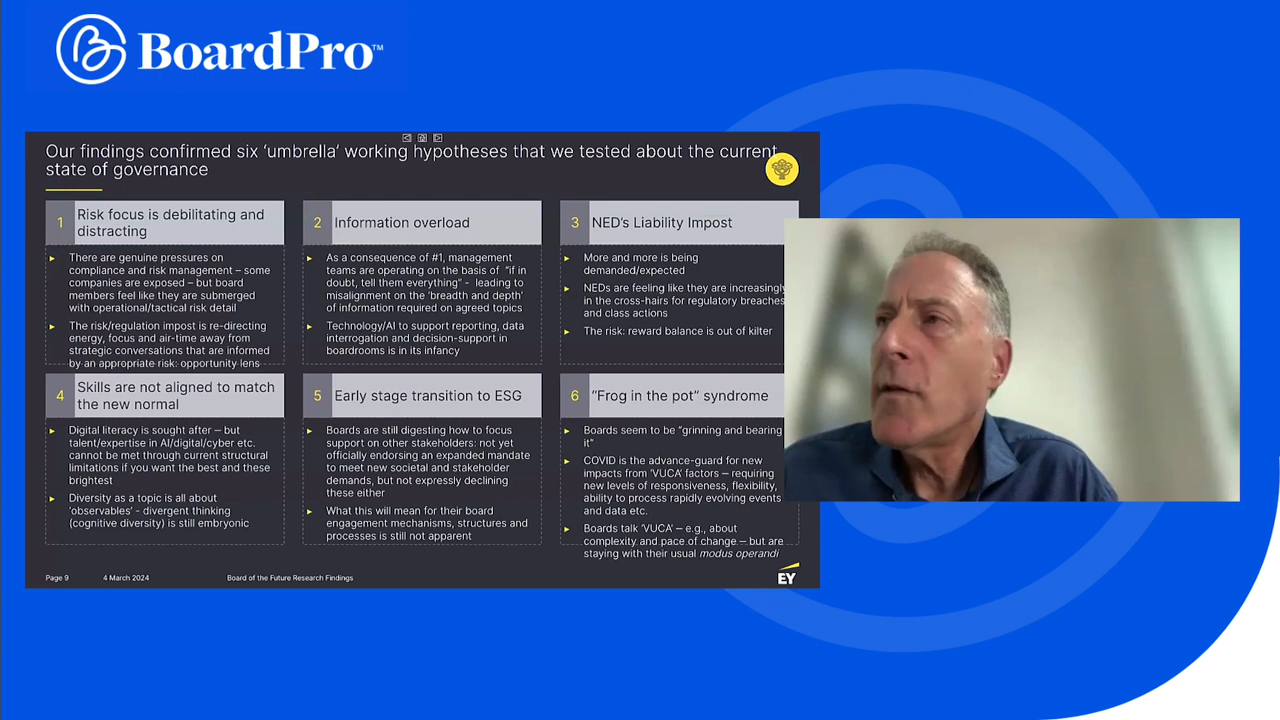 BoardPro™
Our findings confirmed six ‘umbrella’ working hypotheses that we tested about the current
state of governance
1
Risk focus is debilitating and
distracting
There are genuine pressures on
compliance and risk management – some
companies are exposed – but board
members feel like they are submerged
with operational/tactical risk detail
The risk/regulation impost is re-directing
energy, focus and air-time away from
strategic conversations that are informed
by an appropriate risk: opportunity lens
2
Information overload
As a consequence of #1, management
teams are operating on the basis of "if in
doubt, tell them everything" - leading to
misalignment on the ‘breadth and depth’
of information required on agreed topics
Technology/AI to support reporting, data
interrogation and decision-support in
boardrooms is in its infancy
3
NED’s Liability Impost
More and more is being
demanded/expected
NEDs are feeling like they are increasingly
in the cross-hairs for regulatory breaches
and class actions
The risk: reward balance is out of kilter
4
Skills are not aligned to match
the new normal
Digital literacy is sought after – but
talent/expertise in AI/digital/cyber etc.
cannot be met through current structural
limitations if you want the best and these
brightest
Diversity as a topic is all about
‘observables’ - divergent thinking
(cognitive diversity) is still embryonic
5
Early stage transition to ESG
Boards are still digesting how to focus
support on other stakeholders: not yet
officially endorsing an expanded mandate
to meet new societal and stakeholder
demands, but not expressly declining
these either
What this will mean for their board
engagement mechanisms, structures and
processes is still not apparent
6
“Frog in the pot” syndrome
Boards seem to be “grinning and bearing
it”
COVID is the advance-guard for new
impacts from ‘VUCA’ factors – requiring
new levels of responsiveness, flexibility,
ability to process rapidly evolving events
and data etc.
Boards talk ‘VUCA’ – e.g., about
complexity and pace of change – but are
staying with their usual modus operandi
Page 9
4 March 2024
Board of the Future Research Findings
EY